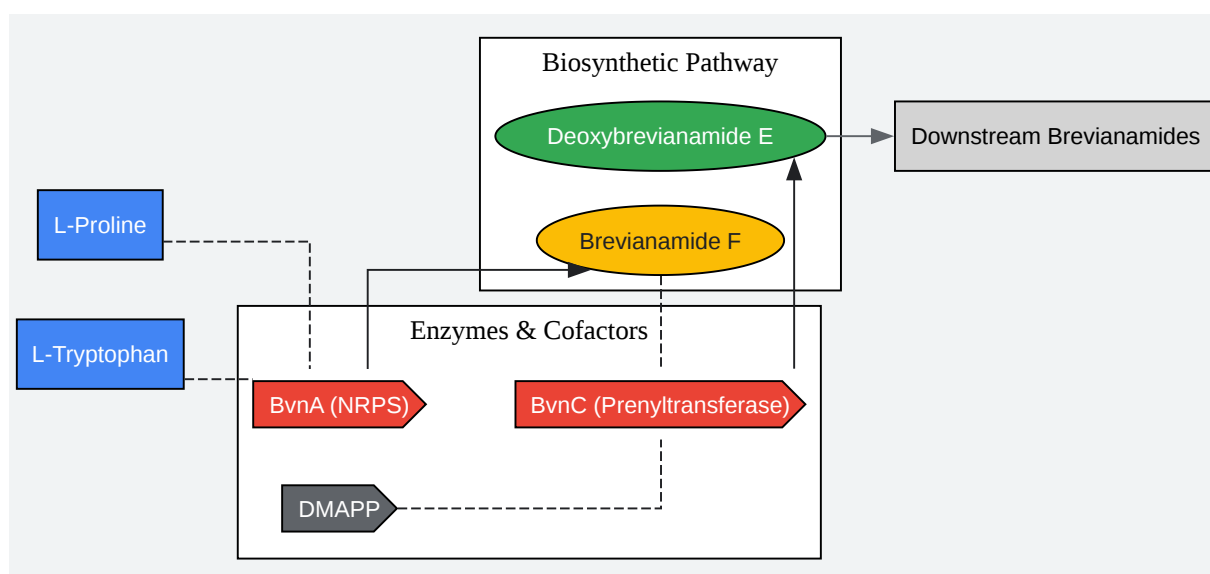 Biosynthetic Pathway
Deoxybrevianamide E
Downstream Brevianamides
L-Proline
Brevianamide F
Enzymes & Cofactors
L-Tryptophan
BvnA (NRPS)
BvnC (Prenyltransferase)
DMAPP